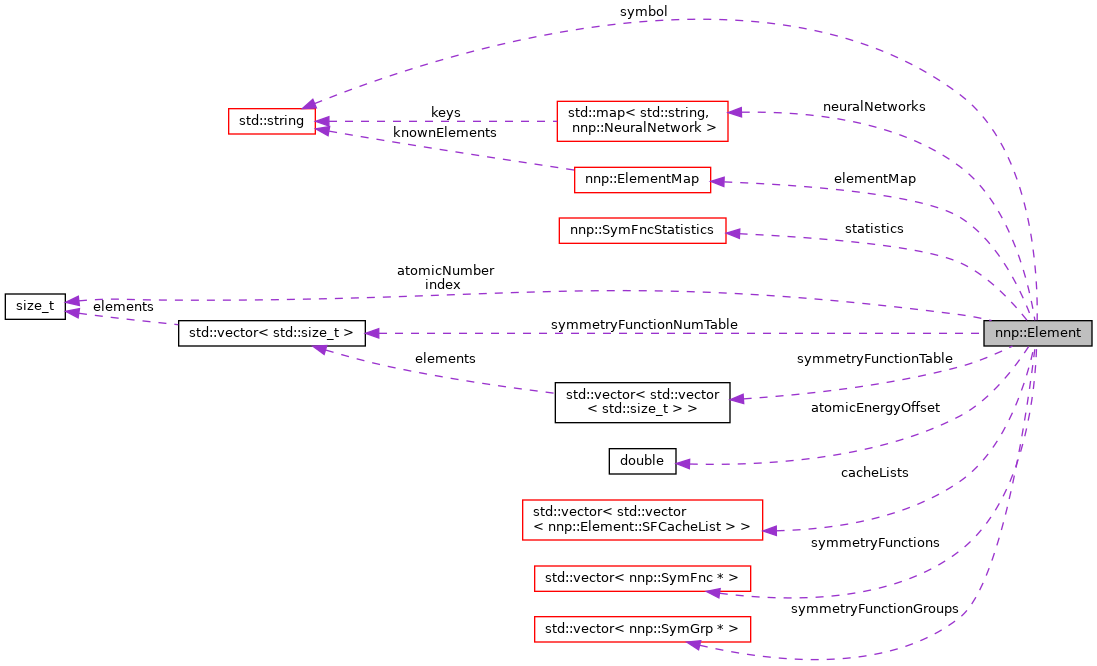 symbol
neuralNetworks
std::map< std::string,
nnp::NeuralNetwork >
keys
std::string
knownElements
nnp::ElementMap
elementMap
nnp::SymFncStatistics
statistics
atomicNumber
index
size_t
elements
std::vector< std::size_t >
symmetryFunctionNumTable
nnp::Element
elements
symmetryFunctionTable
std::vector< std::vector
< std::size_t > >
atomicEnergyOffset
double
cacheLists
std::vector< std::vector
< nnp::Element::SFCacheList > >
symmetryFunctions
std::vector< nnp::SymFnc * >
symmetryFunctionGroups
std::vector< nnp::SymGrp * >